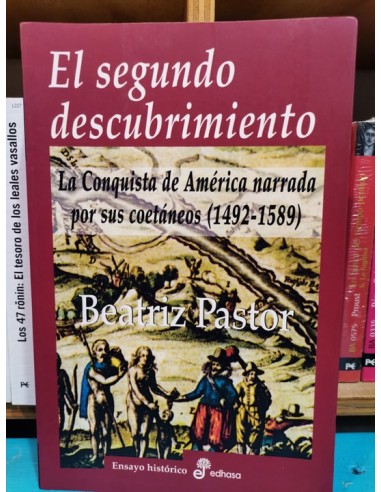 El segundo
descubrimiento
La Conquista de América narrada
por sus coetáneos (1492-1589)
Beatriz Pastor
Ensayo histórico
edhasa
Los 47 rōnin: El tesoro de los leales vasallos
Proust